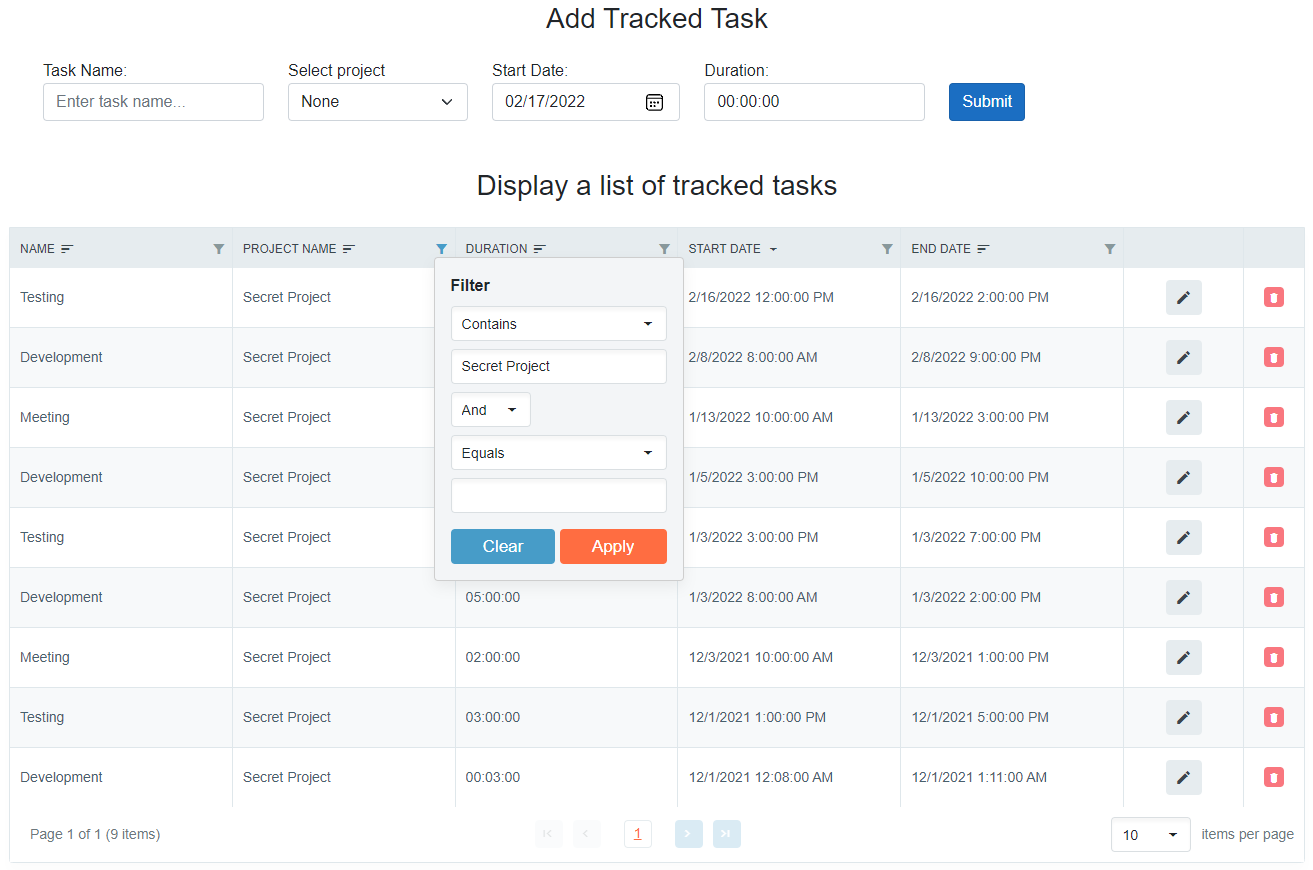 Add Tracked Task
Task Name: Select project Start Date: Duration:
Enter task name... None 02/17/2022 00:00:00 Submit
Display a list of tracked tasks
NAME PROJECT NAME DURATION START DATE END DATE
Filter
Contains
Secret Project
And
Equals
Clear Apply
Testing Secret Project 2/16/2022 12:00:00 PM 2/16/2022 2:00:00 PM
Development Secret Project 2/8/2022 8:00:00 AM 2/8/2022 9:00:00 PM
Meeting Secret Project 1/13/2022 10:00:00 AM 1/13/2022 3:00:00 PM
Development Secret Project 1/5/2022 3:00:00 PM 1/5/2022 10:00:00 PM
Testing Secret Project 1/3/2022 3:00:00 PM 1/3/2022 7:00:00 PM
Development Secret Project 05:00:00 1/3/2022 8:00:00 AM 1/3/2022 2:00:00 PM
Meeting Secret Project 02:00:00 12/3/2021 10:00:00 AM 12/3/2021 1:00:00 PM
Testing Secret Project 03:00:00 12/1/2021 1:00:00 PM 12/1/2021 5:00:00 PM
Development Secret Project 00:03:00 12/1/2021 12:08:00 AM 12/1/2021 1:11:00 AM
Page 1 of 1 (9 items) 1 10 items per page